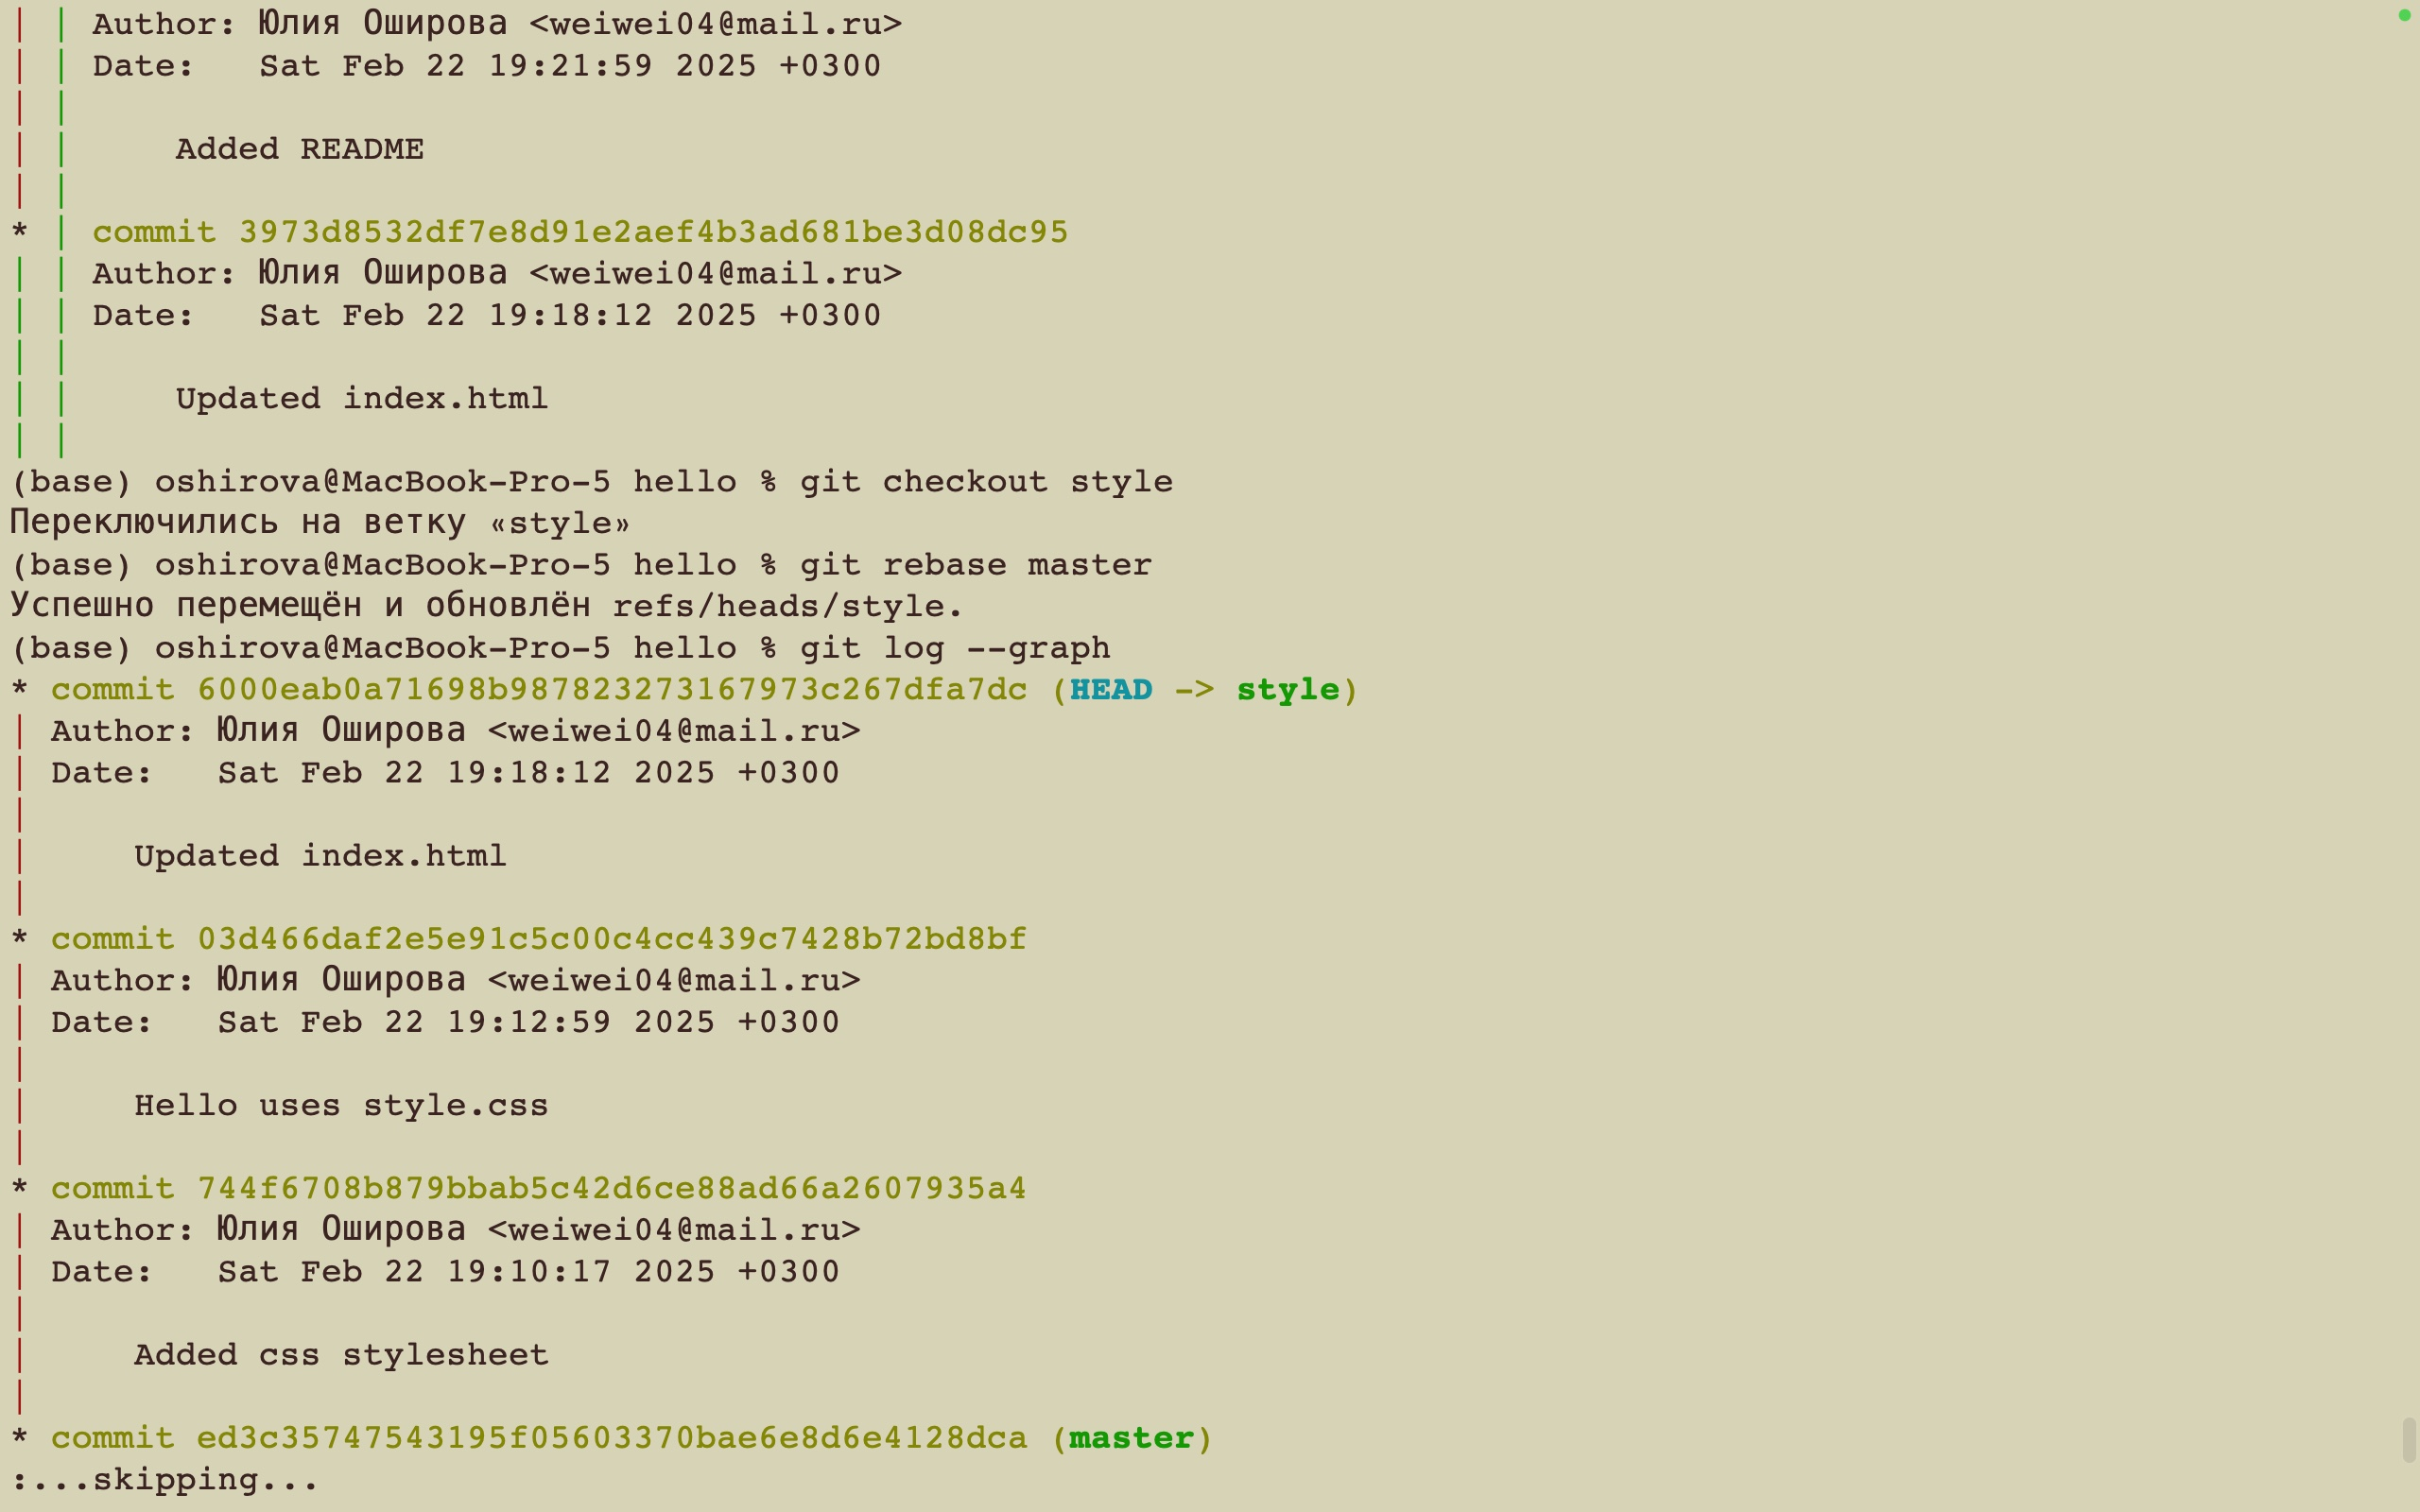 | | Author: Юлия Оширова <weiwei04@mail.ru>
| | Date:   Sat Feb 22 19:21:59 2025 +0300
| |
| |     Added README
| |
* | commit 3973d8532df7e8d91e2aef4b3ad681be3d08dc95
| | Author: Юлия Оширова <weiwei04@mail.ru>
| | Date:   Sat Feb 22 19:18:12 2025 +0300
| |
| |     Updated index.html
| |
(base) oshirova@MacBook-Pro-5 hello % git checkout style
Переключились на ветку «style»
(base) oshirova@MacBook-Pro-5 hello % git rebase master
Успешно перемещён и обновлён refs/heads/style.
(base) oshirova@MacBook-Pro-5 hello % git log --graph
* commit 6000eab0a71698b987823273167973c267dfa7dc (HEAD -> style)
| Author: Юлия Оширова <weiwei04@mail.ru>
| Date:   Sat Feb 22 19:18:12 2025 +0300
|
|     Updated index.html
|
* commit 03d466daf2e5e91c5c00c4cc439c7428b72bd8bf
| Author: Юлия Оширова <weiwei04@mail.ru>
| Date:   Sat Feb 22 19:12:59 2025 +0300
|
|     Hello uses style.css
|
* commit 744f6708b879bbab5c42d6ce88ad66a2607935a4
| Author: Юлия Оширова <weiwei04@mail.ru>
| Date:   Sat Feb 22 19:10:17 2025 +0300
|
|     Added css stylesheet
|
* commit ed3c35747543195f05603370bae6e8d6e4128dca (master)
:...skipping...